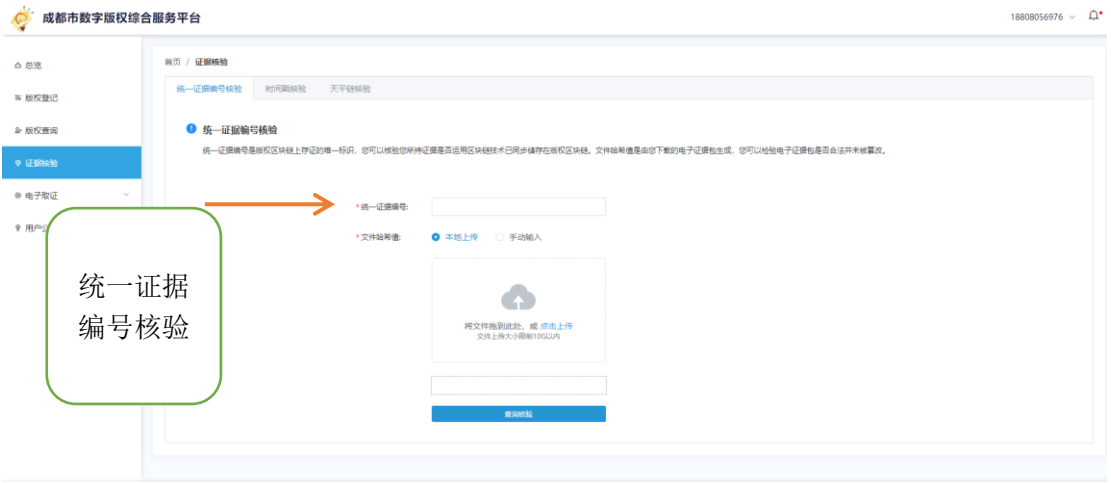 成都市数字版权综合服务平台
18808056976
总览
版权登记
版权查询
证据核验
电子取证
用户
首页 / 证据核验
统一证据编号核验 时间戳核验 天平链核验
统一证据编号核验
统一证据编号是版权区块链上存证的唯一标识，您可以核验您所持证据是否运用区块链技术已同步储存在版权区块链。文件哈希值是由您下载的电子证据包生成，您可以检验电子证据包是否合法并未被篡改。
*统一证据编号:
*文件哈希值: 本地上传 手动输入
将文件拖到此处，或 点击上传
文件上传大小限制10G以内
查询核验
统一证据
编号核验